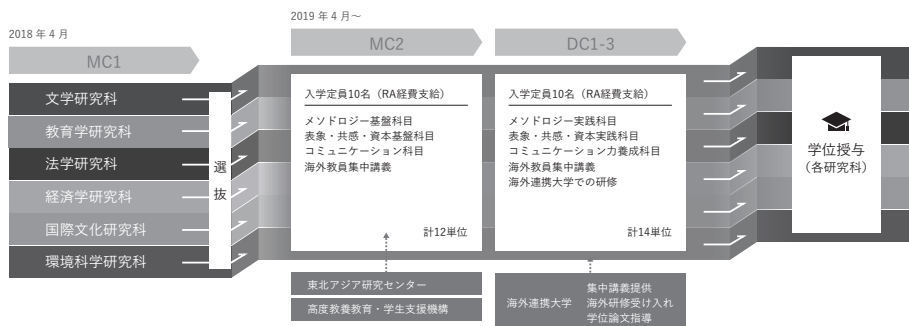 2018 年 4 月
MC1
文学研究科
教育学研究科
法学研究科
経済学研究科
国際文化研究科
環境科学研究科
選抜
2019 年 4 月～
MC2
入学定員10名（RA経費支給）
メソドロジー基盤科目
表象・共感・資本基盤科目
コミュニケーション科目
海外教員集中講義
計12単位
東北アジア研究センター
高度教養教育・学生支援機構
DC1-3
入学定員10名（RA経費支給）
メソドロジー実践科目
表象・共感・資本実践科目
コミュニケーション力養成科目
海外教員集中講義
海外連携大学での研修
計14単位
海外連携大学
集中講義提供
海外研修受け入れ
学位論文指導
学位授与
（各研究科）